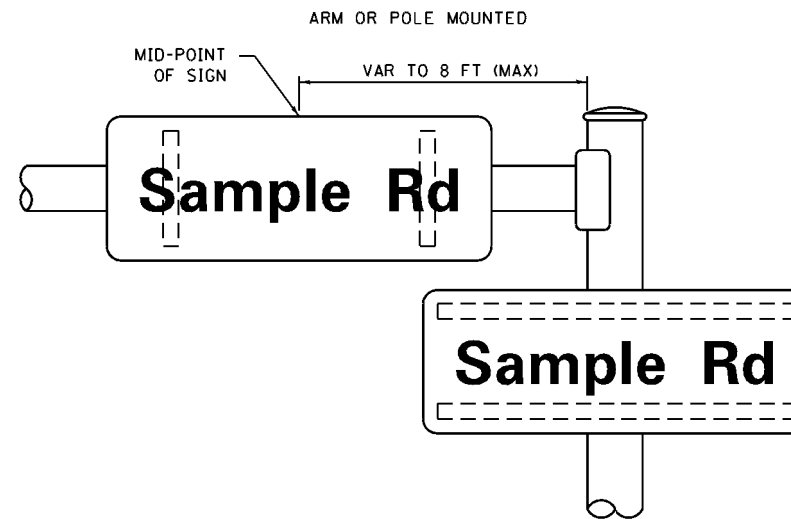 ARM OR POLE MOUNTED
MID-POINT
OF SIGN
VAR TO 8 FT (MAX)
Sample Rd
Sample Rd